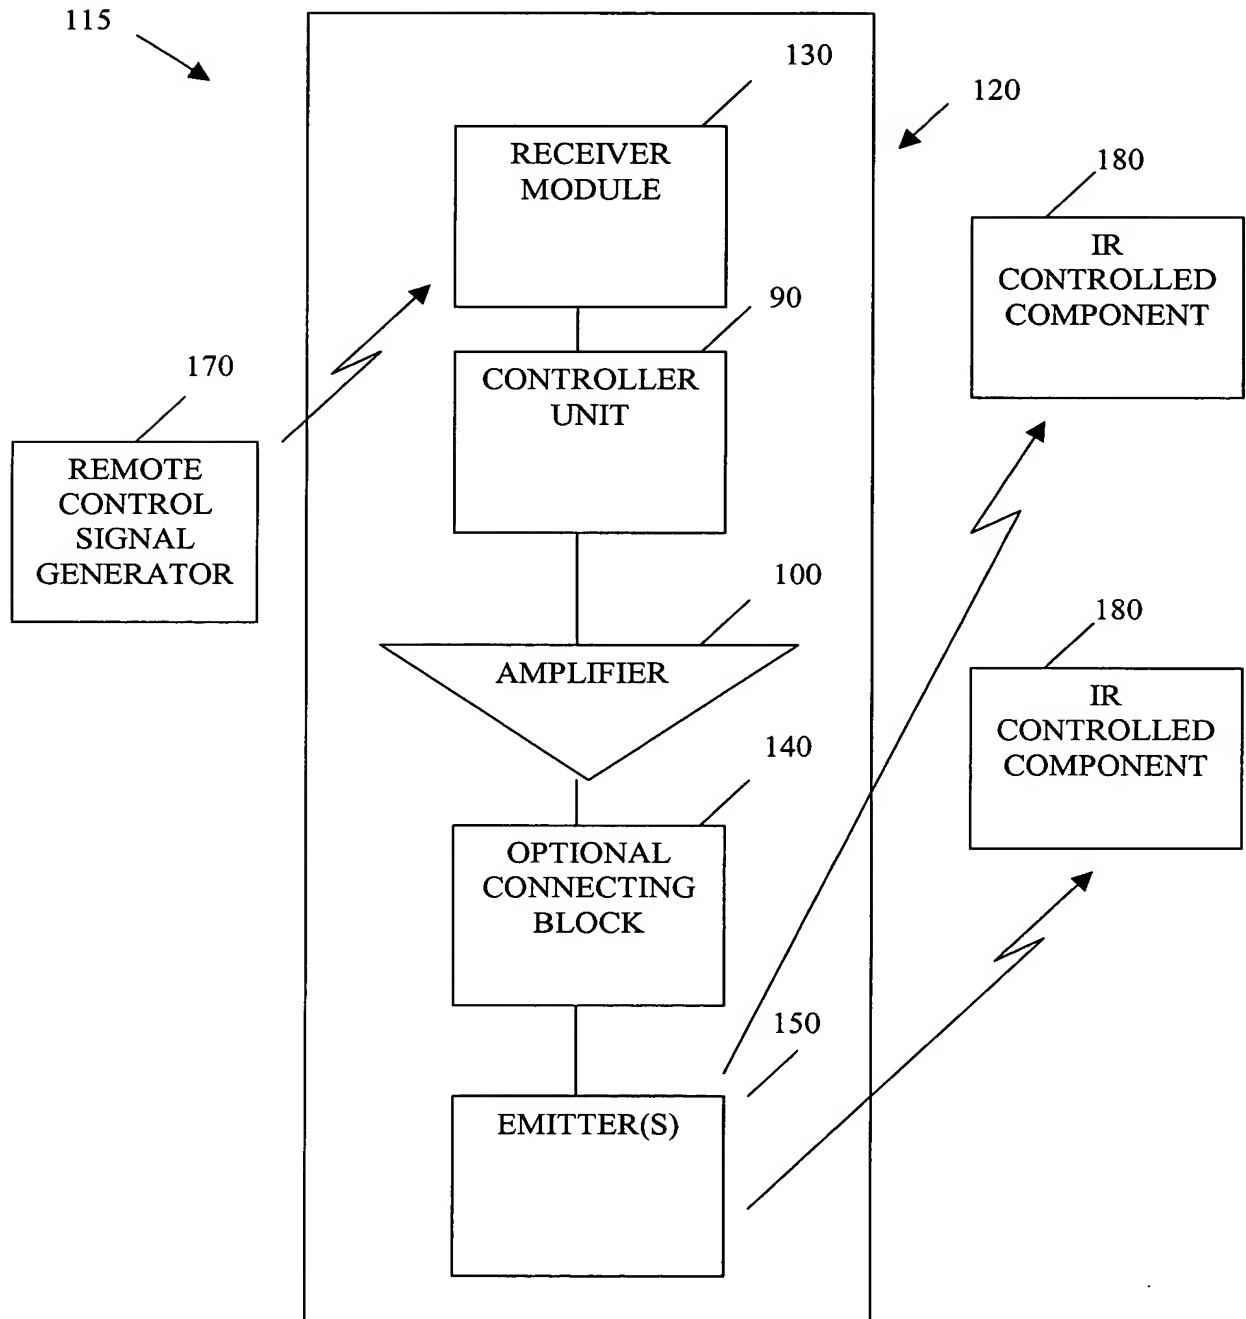 115
130
120
RECEIVER
MODULE
180
IR
CONTROLLED
COMPONENT
90
170
CONTROLLER
UNIT
REMOTE
CONTROL
SIGNAL
GENERATOR
100
180
AMPLIFIER
IR
CONTROLLED
COMPONENT
140
OPTIONAL
CONNECTING
BLOCK
150
EMITTER(S)